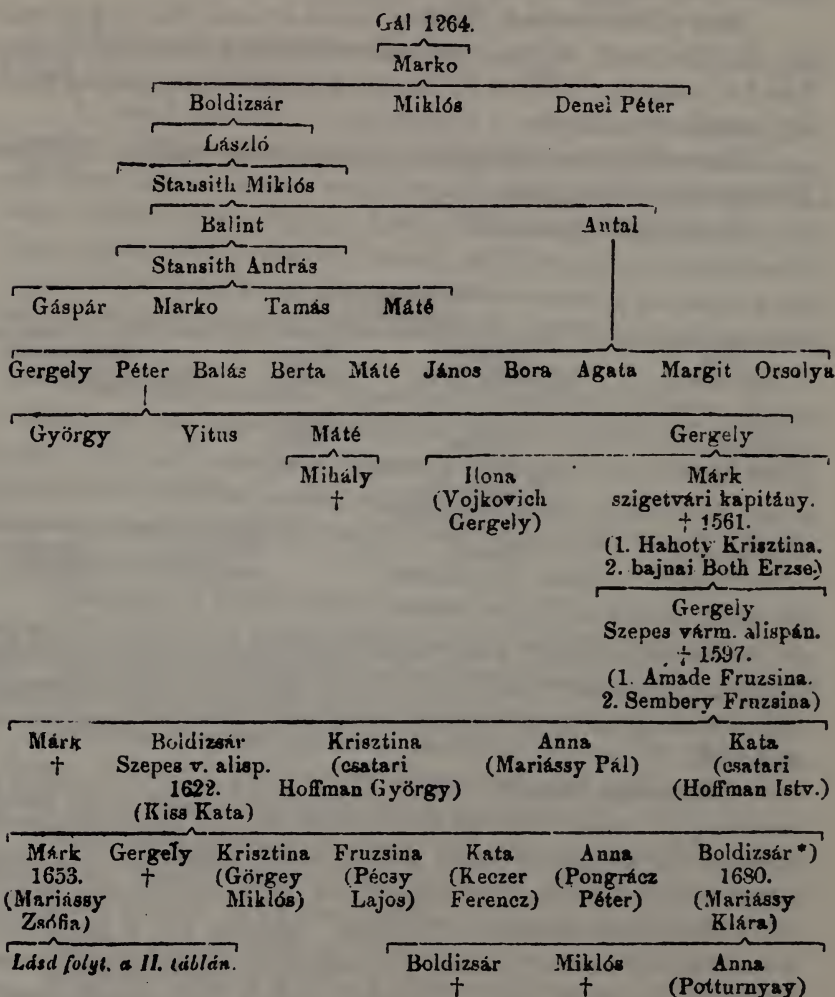 Gál 1264.
Marko
Boldizsár Miklós Denel Péter
László
Stansith Miklós
Balint Antal
Stansith András
Gáspár Marko Tamás Máté
Gergely Péter Balás Berta Máté János Bora Agata Margit Orsolya
György Vitus Máté Gergely
Mihály Ilona Márk
† (Vojkovich szigetvári kapitány.
Gergely) † 1561.
(1. Hahoty Krisztina.
2. bajnai Both Erzse.)
Gergely
Szepes várm. alispán.
† 1597.
(1. Amade Fruzsina.
2. Sembery Fruzsina)
Márk Boldizsár Krisztina Anna Kata
† Szepes v. alisp. (csatari (Mariássy Pál) (csatari
1622. Hoffman György) (Hoffman Istv.)
(Kiss Kata)
Márk Gergely Krisztina Fruzsina Kata Anna Boldizsár *)
1653. † (Görgey (Pécsy (Keczer (Pongrácz 1680.
(Mariássy Miklós) Lajos) Ferencz) Péter) (Mariássy
Zsófia) Klára)
Lásd folyt. a II. táblán. Boldizsár Miklós Anna
† † (Potturnyay)